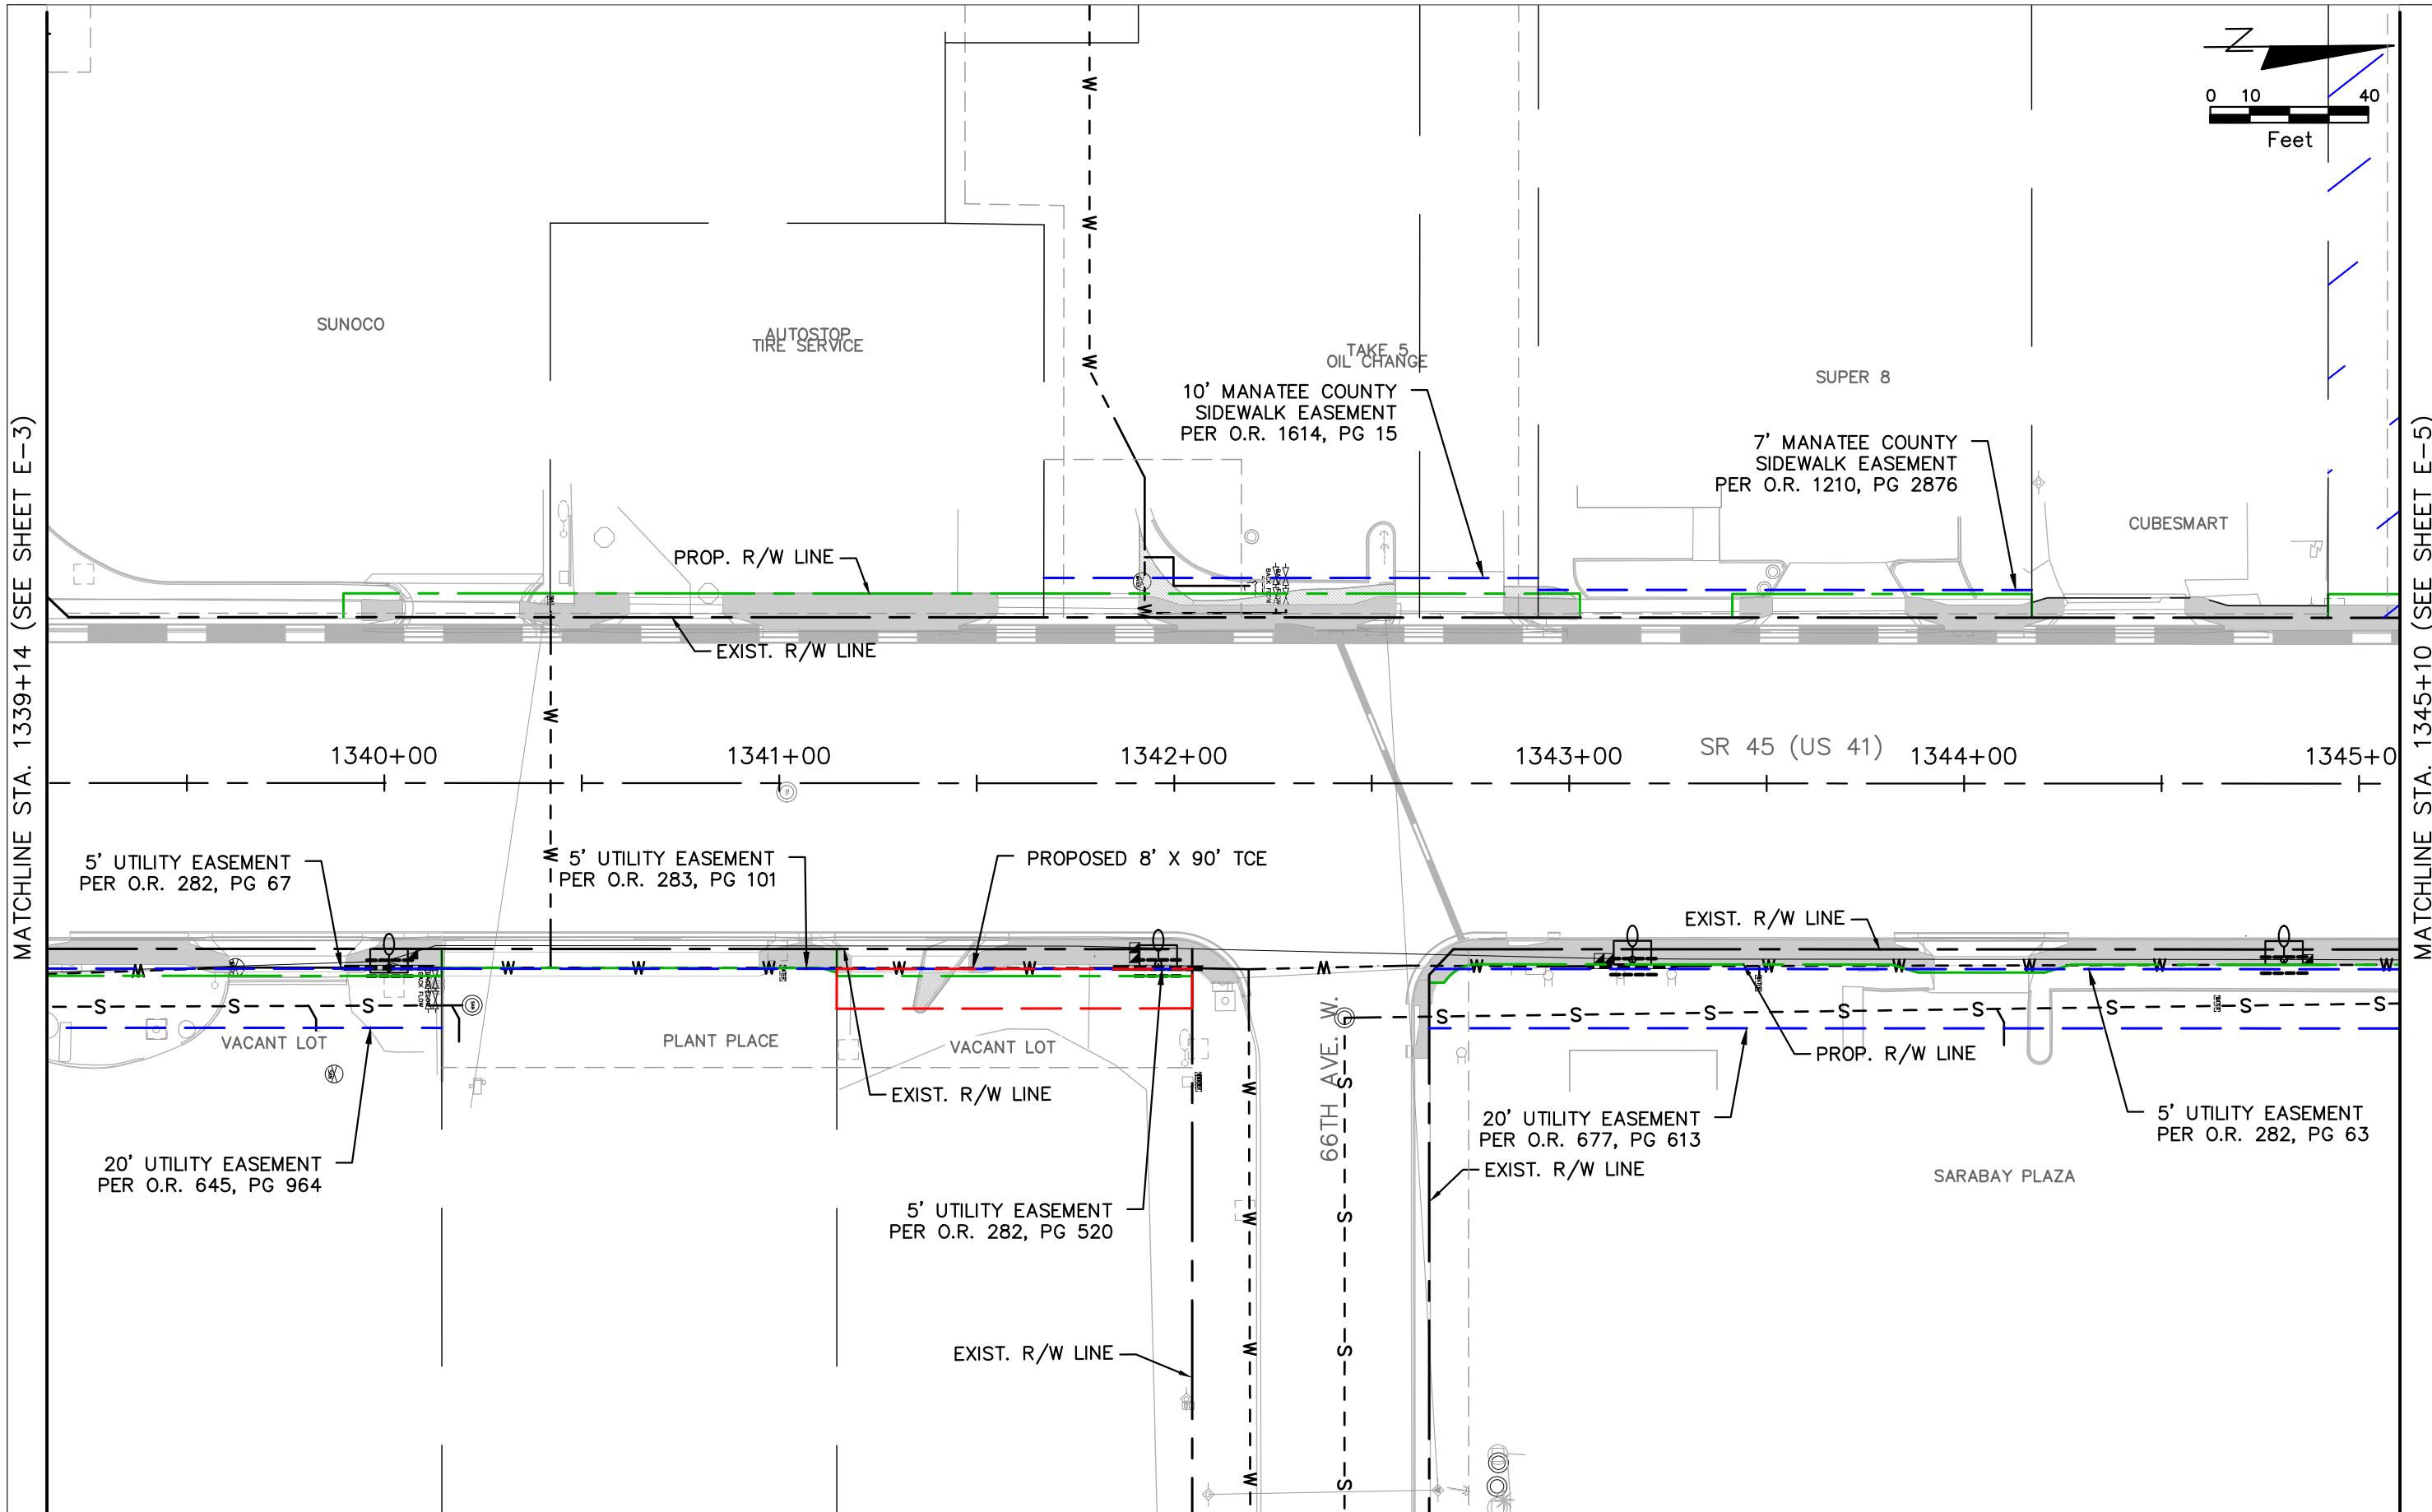 N
0 10 40
Feet
SUNOCO
AUTOSTOP
TIRE SERVICE
TAKE 5
OIL CHANGE
SUPER 8
10' MANATEE COUNTY
SIDEWALK EASEMENT
PER O.R. 1614, PG 15
7' MANATEE COUNTY
SIDEWALK EASEMENT
PER O.R. 1210, PG 2876
CUBESMART
PROP. R/W LINE
EXIST. R/W LINE
MATCHLINE STA. 1339+14 (SEE SHEET E-3)
MATCHLINE STA. 1345+10 (SEE SHEET E-5)
1340+00
1341+00
1342+00
1343+00
SR 45 (US 41)
1344+00
1345+0
5' UTILITY EASEMENT
PER O.R. 282, PG 67
5' UTILITY EASEMENT
PER O.R. 283, PG 101
PROPOSED 8' X 90' TCE
EXIST. R/W LINE
VACANT LOT
PLANT PLACE
VACANT LOT
66TH AVE. W.
EXIST. R/W LINE
PROP. R/W LINE
20' UTILITY EASEMENT
PER O.R. 645, PG 964
5' UTILITY EASEMENT
PER O.R. 282, PG 520
20' UTILITY EASEMENT
PER O.R. 677, PG 613
5' UTILITY EASEMENT
PER O.R. 282, PG 63
EXIST. R/W LINE
SARABAY PLAZA
EXIST. R/W LINE